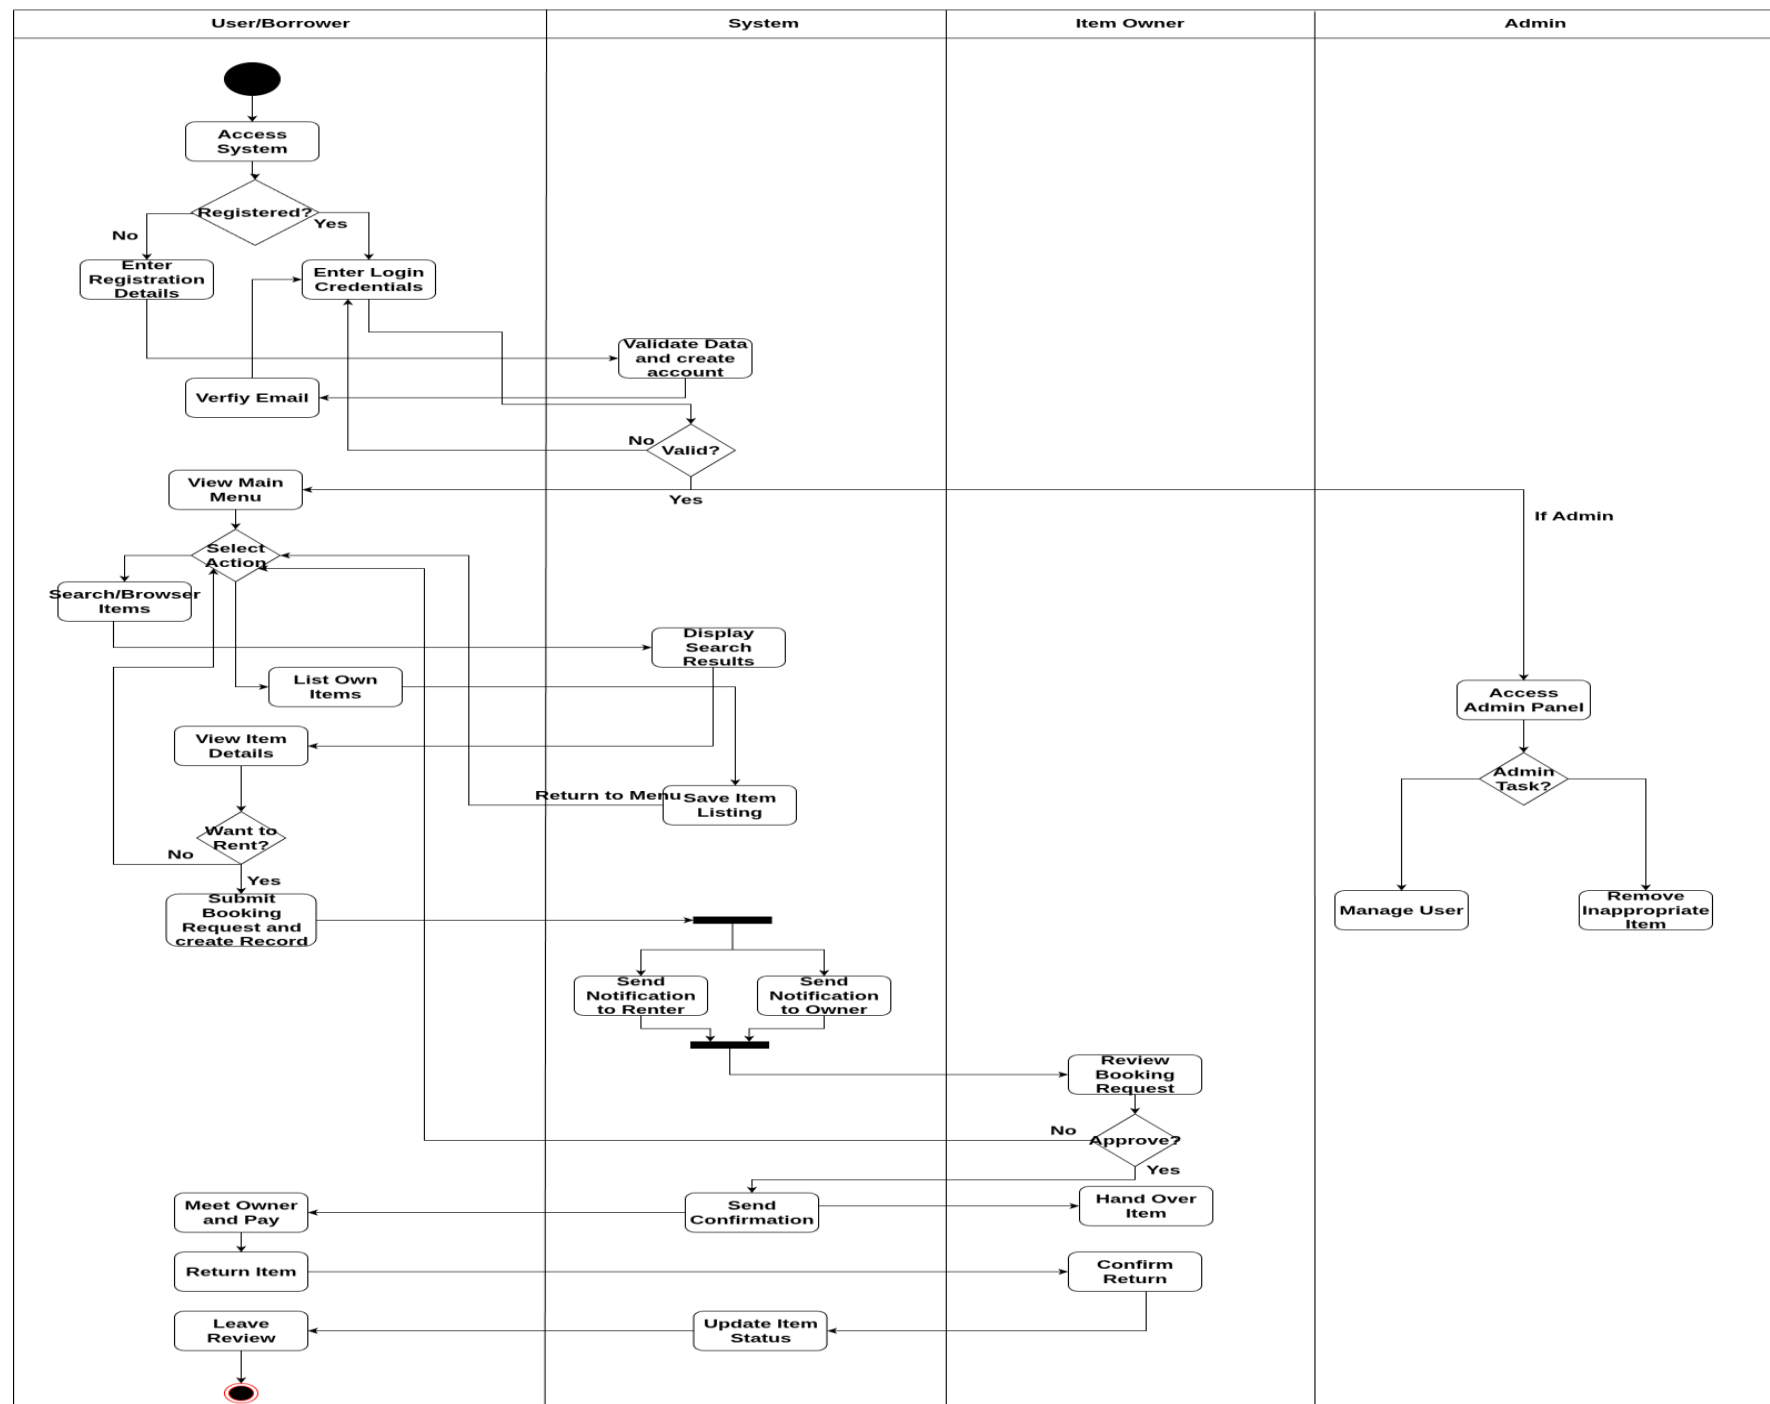 User/Borrower
System
Item Owner
Admin
Access
System
Registered?
Yes
No
Enter
Registration
Details
Enter Login
Credentials
Validate Data
and create
account
Verfiy Email
No
Valid?
Yes
View Main
Menu
If Admin
Select
Action
Search/Browser
Items
Display
Search
Results
List Own
Items
Access
Admin Panel
View Item
Details
Admin
Task?
Return to Menu
Save Item
Listing
Want to
Rent?
No
Yes
Submit
Booking
Request and
create Record
Manage User
Remove
Inappropriate
Item
Send
Notification
to Renter
Send
Notification
to Owner
Review
Booking
Request
No
Approve?
Yes
Meet Owner
and Pay
Send
Confirmation
Hand Over
Item
Return Item
Confirm
Return
Leave
Review
Update Item
Status